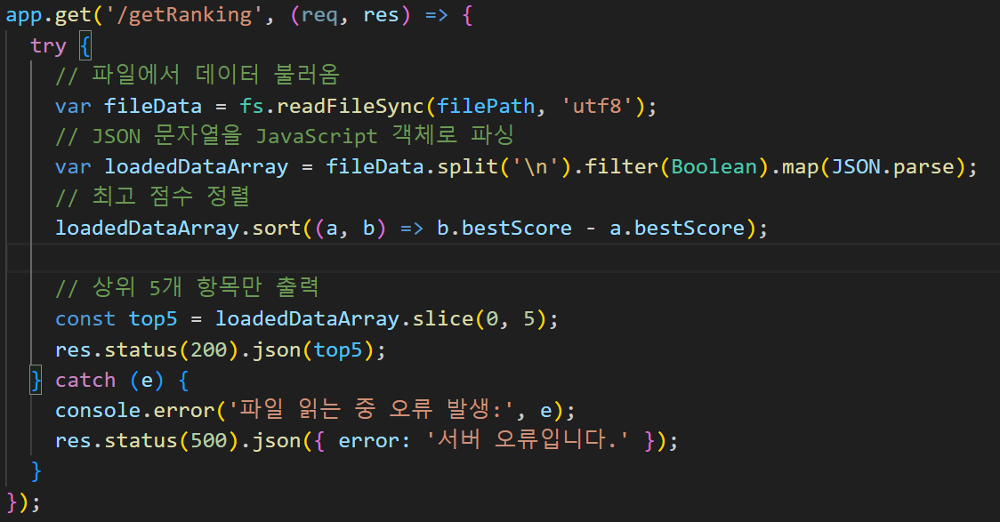 app.get('/getRanking', (req, res) => {
try {
// 파일에서 데이터 불러옴
var fileData = fs.readFileSync(filePath, 'utf8');
// JSON 문자열을 JavaScript 객체로 파싱
var loadedDataArray = fileData.split('\n').filter(Boolean).map(JSON.parse);
// 최고 점수 정렬
loadedDataArray.sort((a, b) => b.bestScore - a.bestScore);
// 상위 5개 항목만 출력
const top5 = loadedDataArray.slice(0, 5);
res.status(200).json(top5);
} catch (e) {
console.error('파일 읽는 중 오류 발생:', e);
res.status(500).json({ error: '서버 오류입니다.' });
}
});